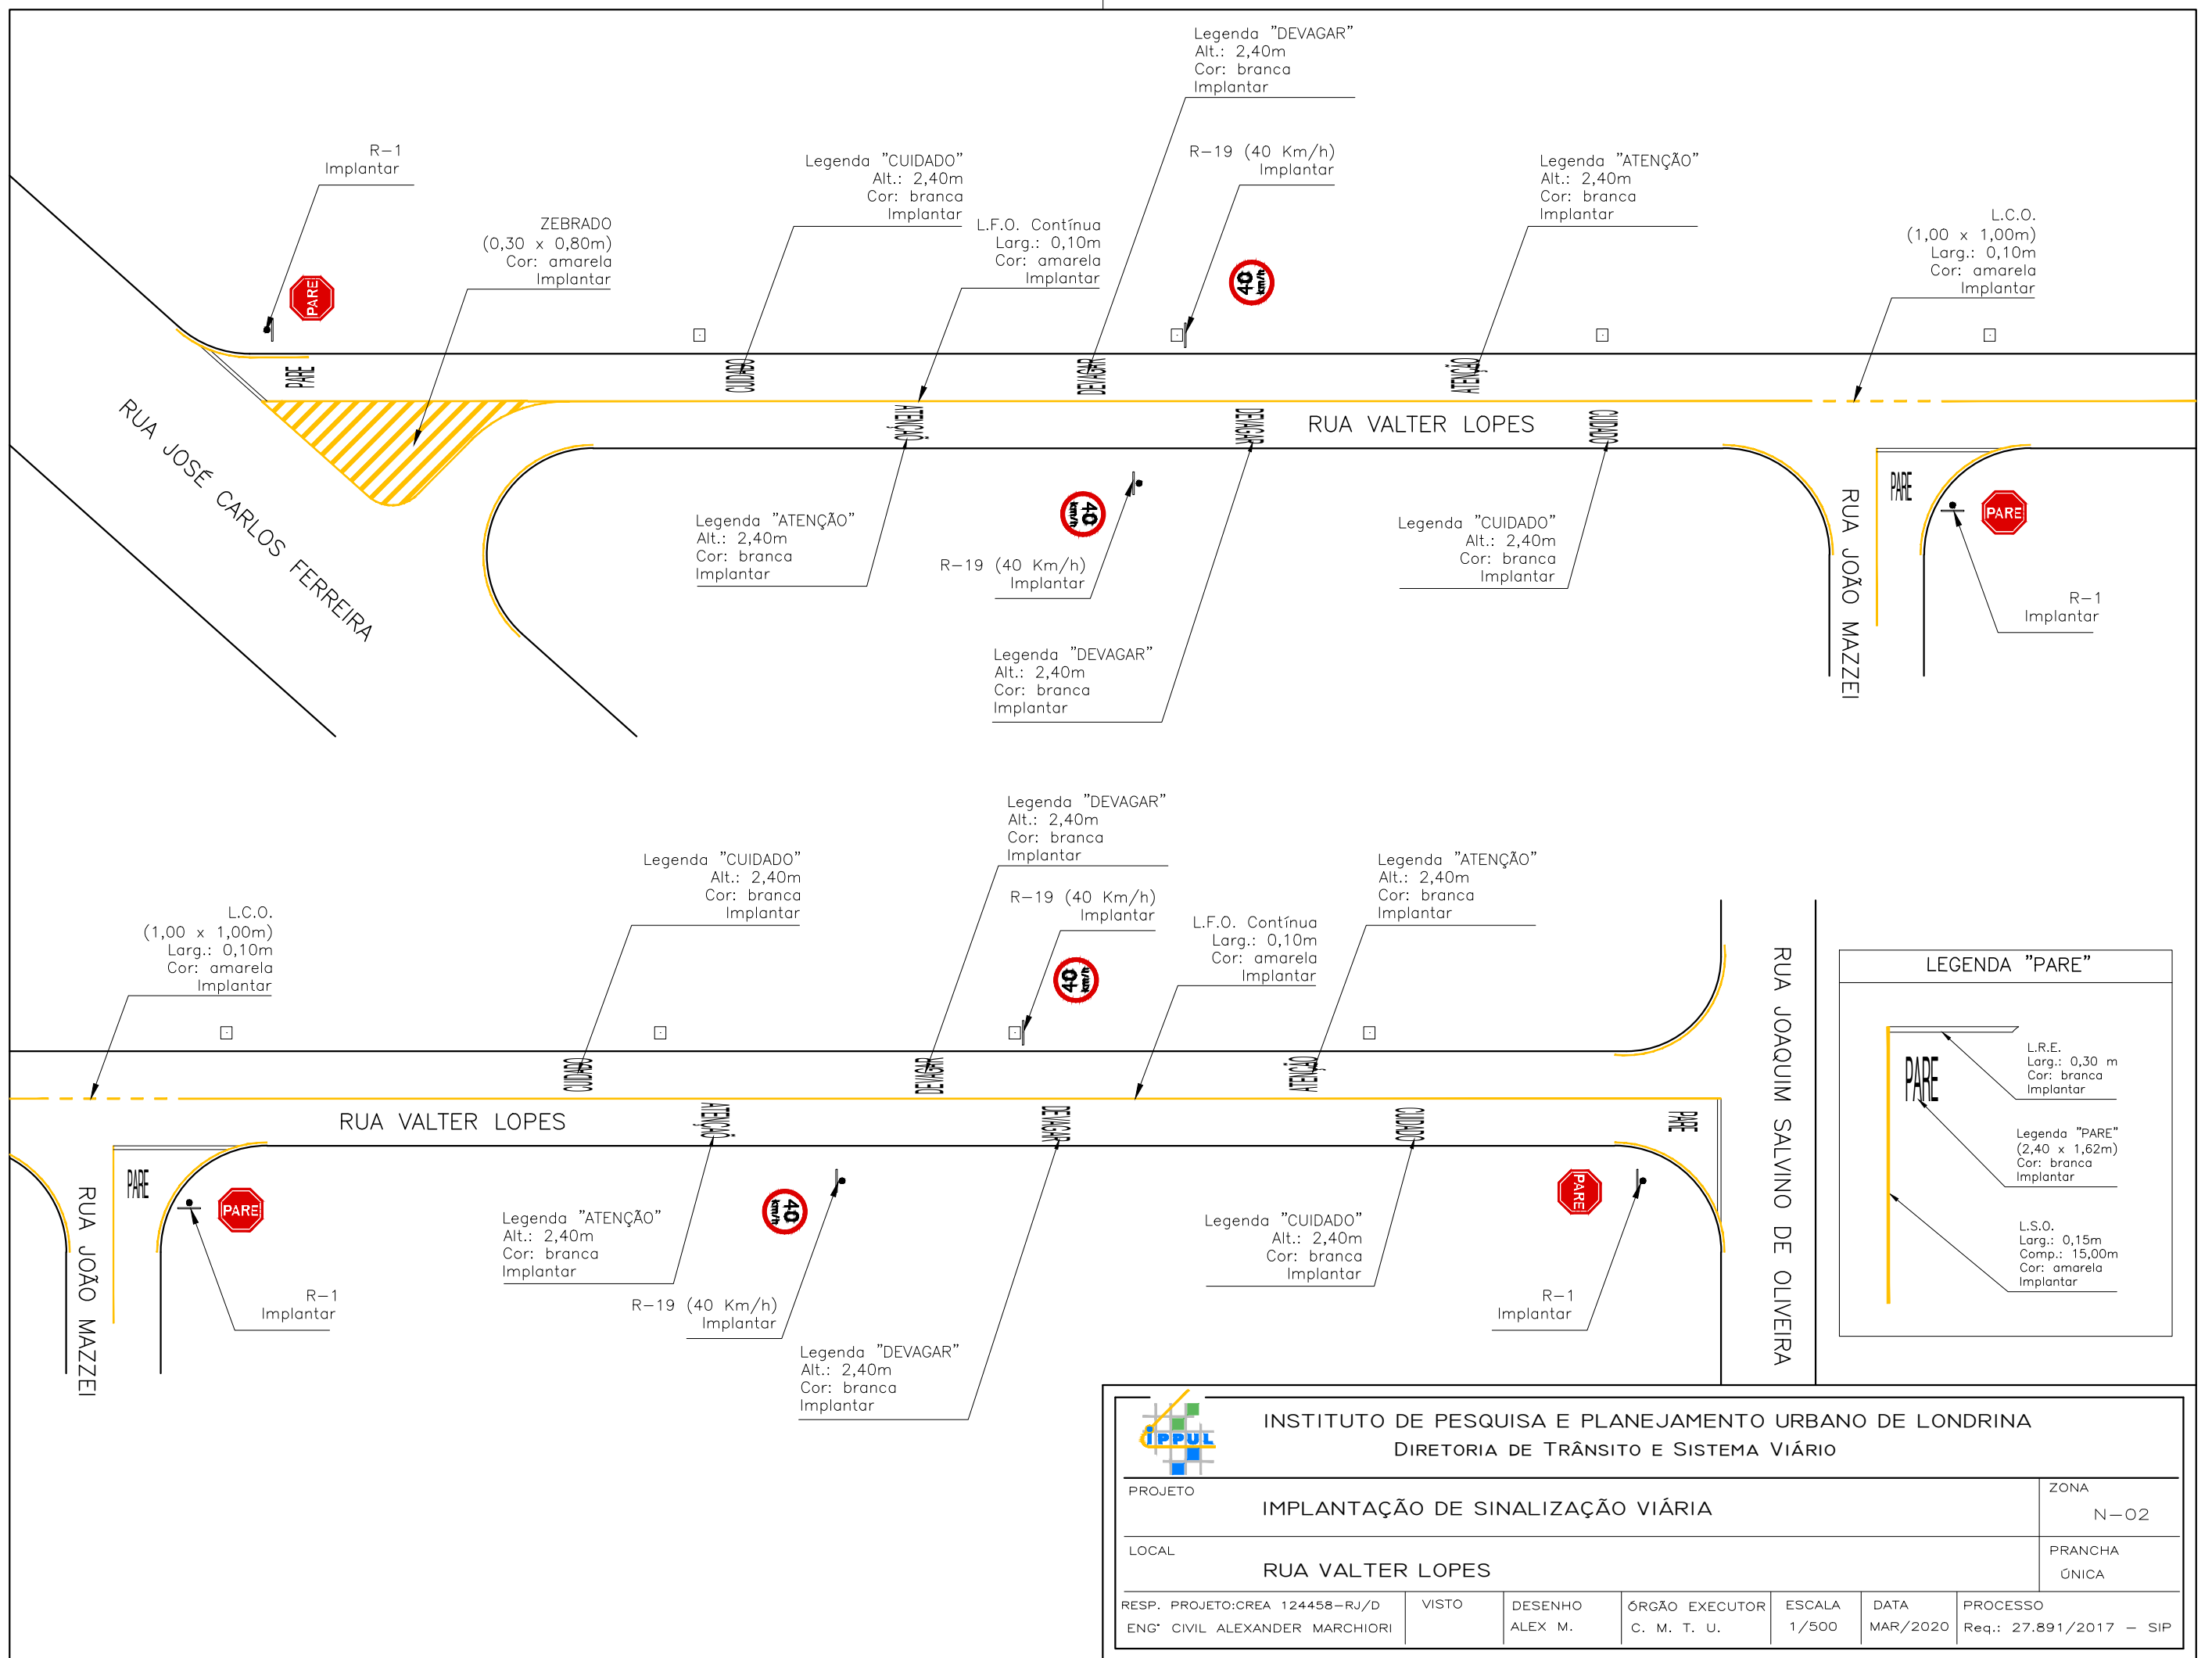 Legenda "DEVAGAR"
Alt.: 2,40m
Cor: branca
Implantar
R-1
Implantar
Legenda "CUIDADO"
Alt.: 2,40m
Cor: branca
Implantar
R-19 (40 Km/h)
Implantar
Legenda "ATENÇÃO"
Alt.: 2,40m
Cor: branca
Implantar
ZEBRADO
(0,30 x 0,80m)
Cor: amarela
Implantar
L.F.O. Contínua
Larg.: 0,10m
Cor: amarela
Implantar
L.C.O.
(1,00 x 1,00m)
Larg.: 0,10m
Cor: amarela
Implantar
PARE
40
km/h
PARE
CUIDADO
DEVAGAR
ATENÇÃO
ATENÇÃO
DEVAGAR
RUA VALTER LOPES
CUIDADO
RUA JOSÉ CARLOS FERREIRA
PARE
PARE
RUA JOÃO MAZZEI
40
km/h
Legenda "ATENÇÃO"
Alt.: 2,40m
Cor: branca
Implantar
R-19 (40 Km/h)
Implantar
Legenda "CUIDADO"
Alt.: 2,40m
Cor: branca
Implantar
R-1
Implantar
Legenda "DEVAGAR"
Alt.: 2,40m
Cor: branca
Implantar
Legenda "DEVAGAR"
Alt.: 2,40m
Cor: branca
Implantar
Legenda "CUIDADO"
Alt.: 2,40m
Cor: branca
Implantar
R-19 (40 Km/h)
Implantar
Legenda "ATENÇÃO"
Alt.: 2,40m
Cor: branca
Implantar
L.C.O.
(1,00 x 1,00m)
Larg.: 0,10m
Cor: amarela
Implantar
L.F.O. Contínua
Larg.: 0,10m
Cor: amarela
Implantar
40
km/h
CUIDADO
DEVAGAR
ATENÇÃO
RUA VALTER LOPES
ATENÇÃO
DEVAGAR
CUIDADO
PARE
PARE
PARE
RUA JOÃO MAZZEI
40
km/h
PARE
RUA JOAQUIM SALVINO DE OLIVEIRA
Legenda "ATENÇÃO"
Alt.: 2,40m
Cor: branca
Implantar
Legenda "CUIDADO"
Alt.: 2,40m
Cor: branca
Implantar
R-1
Implantar
R-19 (40 Km/h)
Implantar
R-1
Implantar
Legenda "DEVAGAR"
Alt.: 2,40m
Cor: branca
Implantar
LEGENDA "PARE"
PARE
L.R.E.
Larg.: 0,30 m
Cor: branca
Implantar
Legenda "PARE"
(2,40 x 1,62m)
Cor: branca
Implantar
L.S.O.
Larg.: 0,15m
Comp.: 15,00m
Cor: amarela
Implantar
IPPUL
INSTITUTO DE PESQUISA E PLANEJAMENTO URBANO DE LONDRINA
DIRETORIA DE TRÂNSITO E SISTEMA VIÁRIO
PROJETO
IMPLANTAÇÃO DE SINALIZAÇÃO VIÁRIA
ZONA
N-02
LOCAL
RUA VALTER LOPES
PRANCHA
ÚNICA
RESP. PROJETO:CREA 124458-RJ/D
ENG° CIVIL ALEXANDER MARCHIORI
VISTO
DESENHO
ALEX M.
ÓRGÃO EXECUTOR
C. M. T. U.
ESCALA
1/500
DATA
MAR/2020
PROCESSO
Req.: 27.891/2017 - SIP